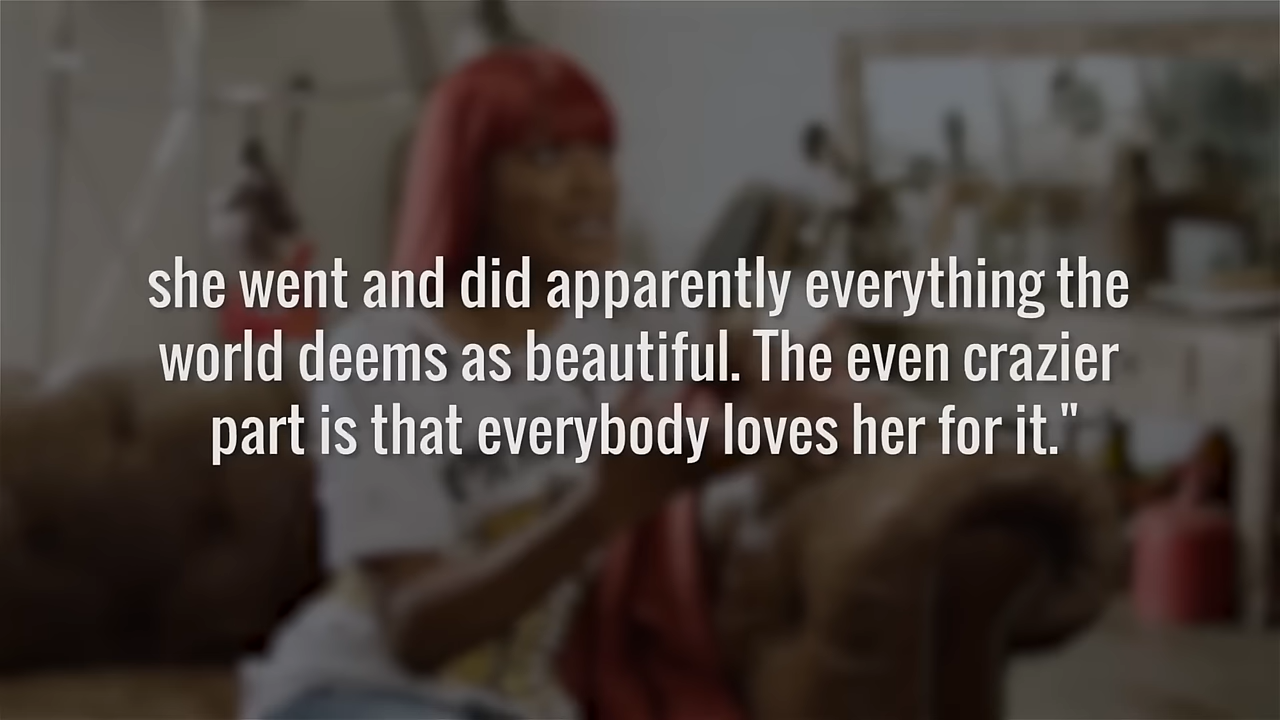 she went and did apparently everything the
world deems as beautiful. The even crazier
part is that everybody loves her for it."